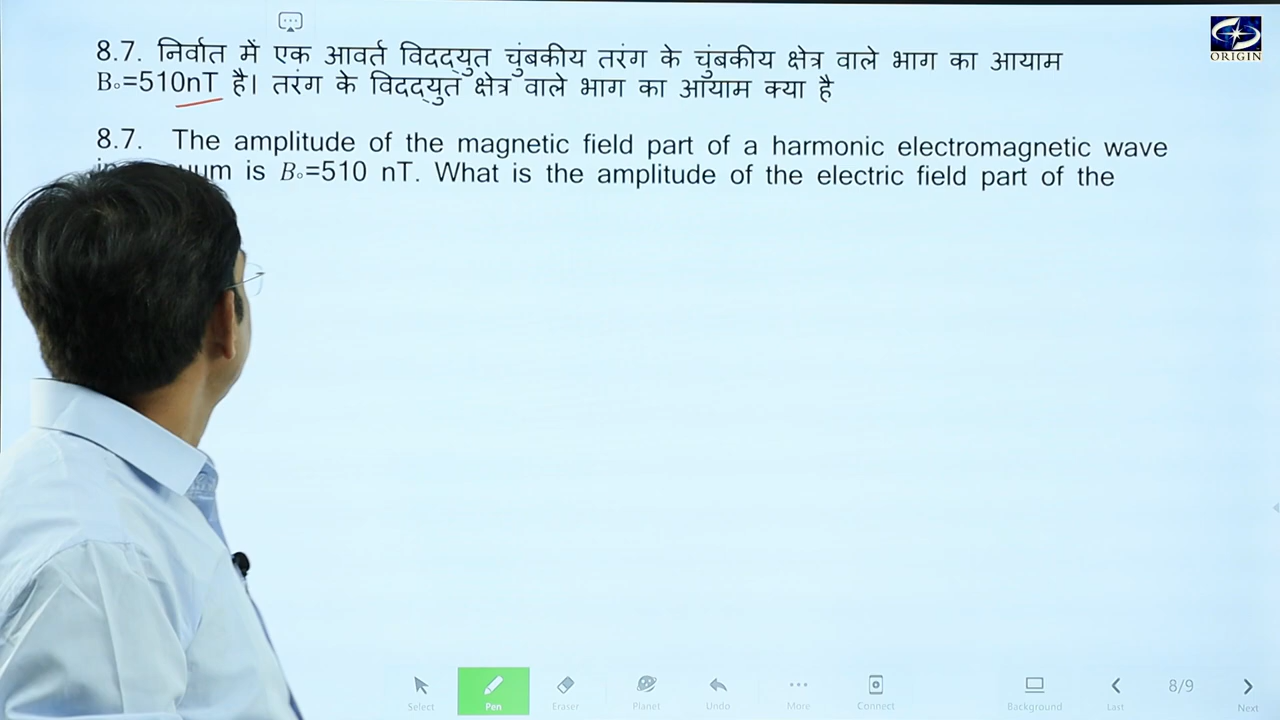 8.7. निर्वात में एक आवर्त विदद्युत चुंबकीय तरंग के चुंबकीय क्षेत्र वाले भाग का आयाम
B₀=510nT है। तरंग के विदद्युत क्षेत्र वाले भाग का आयाम क्या है
8.7. The amplitude of the magnetic field part of a harmonic electromagnetic wave
is B₀=510 nT. What is the amplitude of the electric field part of the
ORIGIN
Select
Pen
Eraser
Planet
Undo
More
Connect
Background
Last
8/9
Next